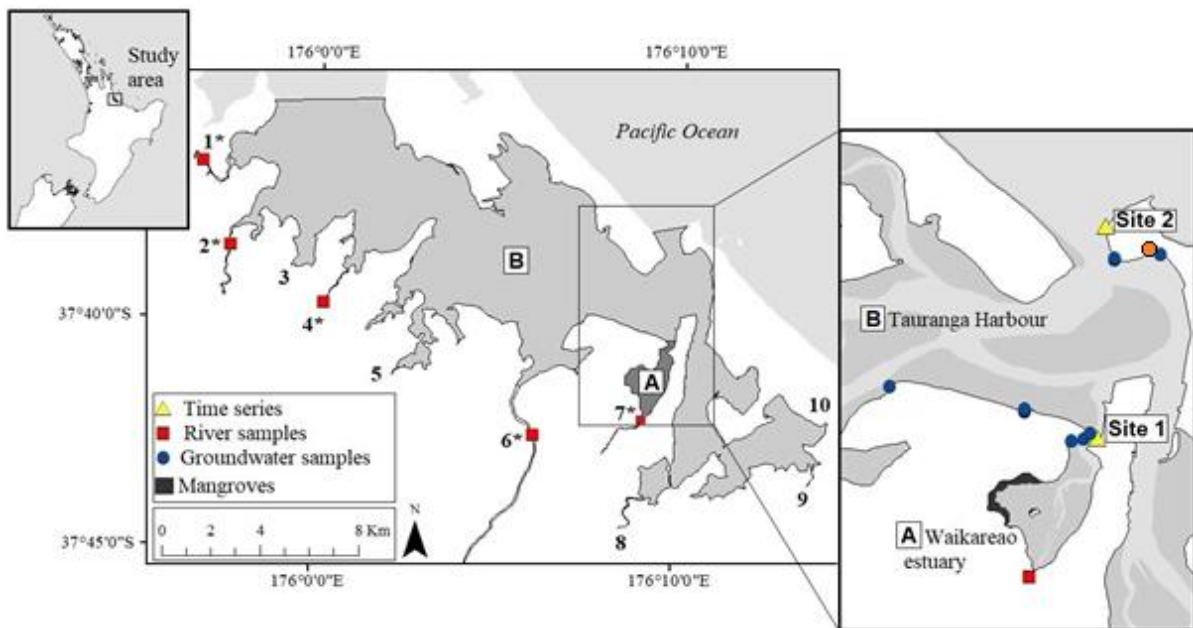 Study
area
176°0'0"E
176°10'0"E
Pacific Ocean
1*
2*
3
4*
5
6*
7*
8
9
10
B
A
37°40'0"S
37°45'0"S
Time series
River samples
Groundwater samples
Mangroves
0 2 4 8 Km
N
176°0'0"E
176°10'0"E
Site 2
B Tauranga Harbour
Site 1
A Waikareao
estuary